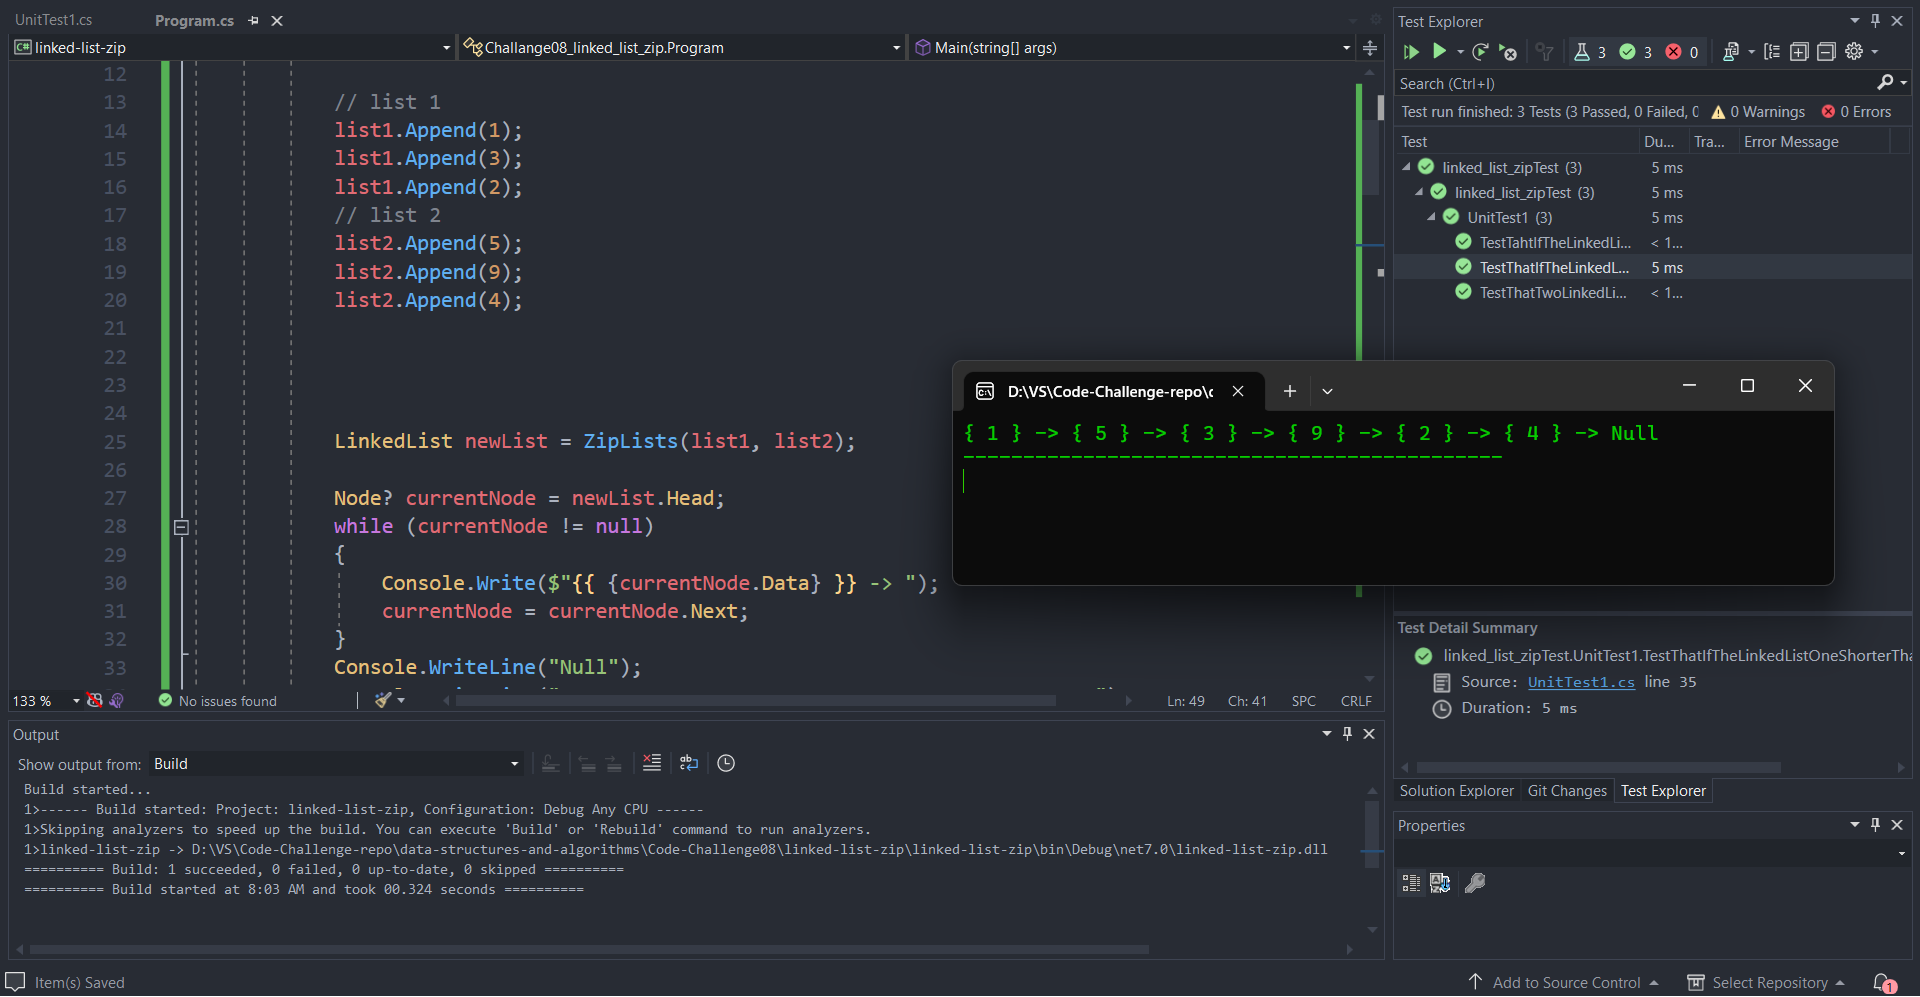 UnitTest1.cs
Program.cs
linked-list-zip
Challange08_linked_list_zip.Program
Main(string[] args)
12
13 // list 1
14 list1.Append(1);
15 list1.Append(3);
16 list1.Append(2);
17 // list 2
18 list2.Append(5);
19 list2.Append(9);
20 list2.Append(4);
21
22
23
24
25 LinkedList newList = ZipLists(list1, list2);
26
27 Node? currentNode = newList.Head;
28 while (currentNode != null)
29 {
30 Console.Write($"{{ {currentNode.Data} }} -> ");
31 currentNode = currentNode.Next;
32 }
33 Console.WriteLine("Null");
133 %
No issues found
Ln: 49
Ch: 41
SPC
CRLF
D:\VS\Code-Challenge-repo\c
{ 1 } -> { 5 } -> { 3 } -> { 9 } -> { 2 } -> { 4 } -> Null
---------------------------------------------
Output
Show output from: Build
Build started...
1>------ Build started: Project: linked-list-zip, Configuration: Debug Any CPU ------
1>Skipping analyzers to speed up the build. You can execute 'Build' or 'Rebuild' command to run analyzers.
1>linked-list-zip -> D:\VS\Code-Challenge-repo\data-structures-and-algorithms\Code-Challenge08\linked-list-zip\linked-list-zip\bin\Debug\net7.0\linked-list-zip.dll
========== Build: 1 succeeded, 0 failed, 0 up-to-date, 0 skipped ==========
========== Build started at 8:03 AM and took 00.324 seconds ==========
Test Explorer
3 3 0
Search (Ctrl+I)
Test run finished: 3 Tests (3 Passed, 0 Failed, 0 Warnings 0 Errors
Test Du... Tra... Error Message
linked_list_zipTest (3) 5 ms
linked_list_zipTest (3) 5 ms
UnitTest1 (3) 5 ms
TestTahtIfTheLinkedLi... < 1...
TestThatIfTheLinkedL... 5 ms
TestThatTwoLinkedLi... < 1...
Test Detail Summary
linked_list_zipTest.UnitTest1.TestThatIfTheLinkedListOneShorterTha
Source: UnitTest1.cs line 35
Duration: 5 ms
Solution Explorer
Git Changes
Test Explorer
Properties
Item(s) Saved
Add to Source Control
Select Repository
1